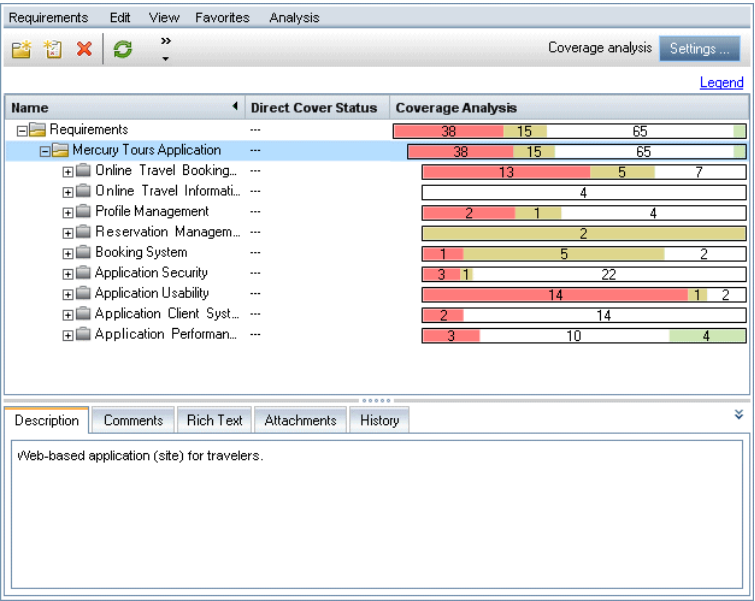 Requirements Edit View Favorites Analysis
» Coverage analysis Settings ...
Legend
Name Direct Cover Status Coverage Analysis
Requirements --- 38 15 65
Mercury Tours Application --- 38 15 65
Online Travel Booking... --- 13 5 7
Online Travel Informati... --- 4
Profile Management --- 2 1 4
Reservation Managem... --- 2
Booking System --- 1 5 2
Application Security --- 3 1 22
Application Usability --- 14 1 2
Application Client Syst... --- 2 14
Application Performan... --- 3 10 4
Description Comments Rich Text Attachments History
Web-based application (site) for travelers.